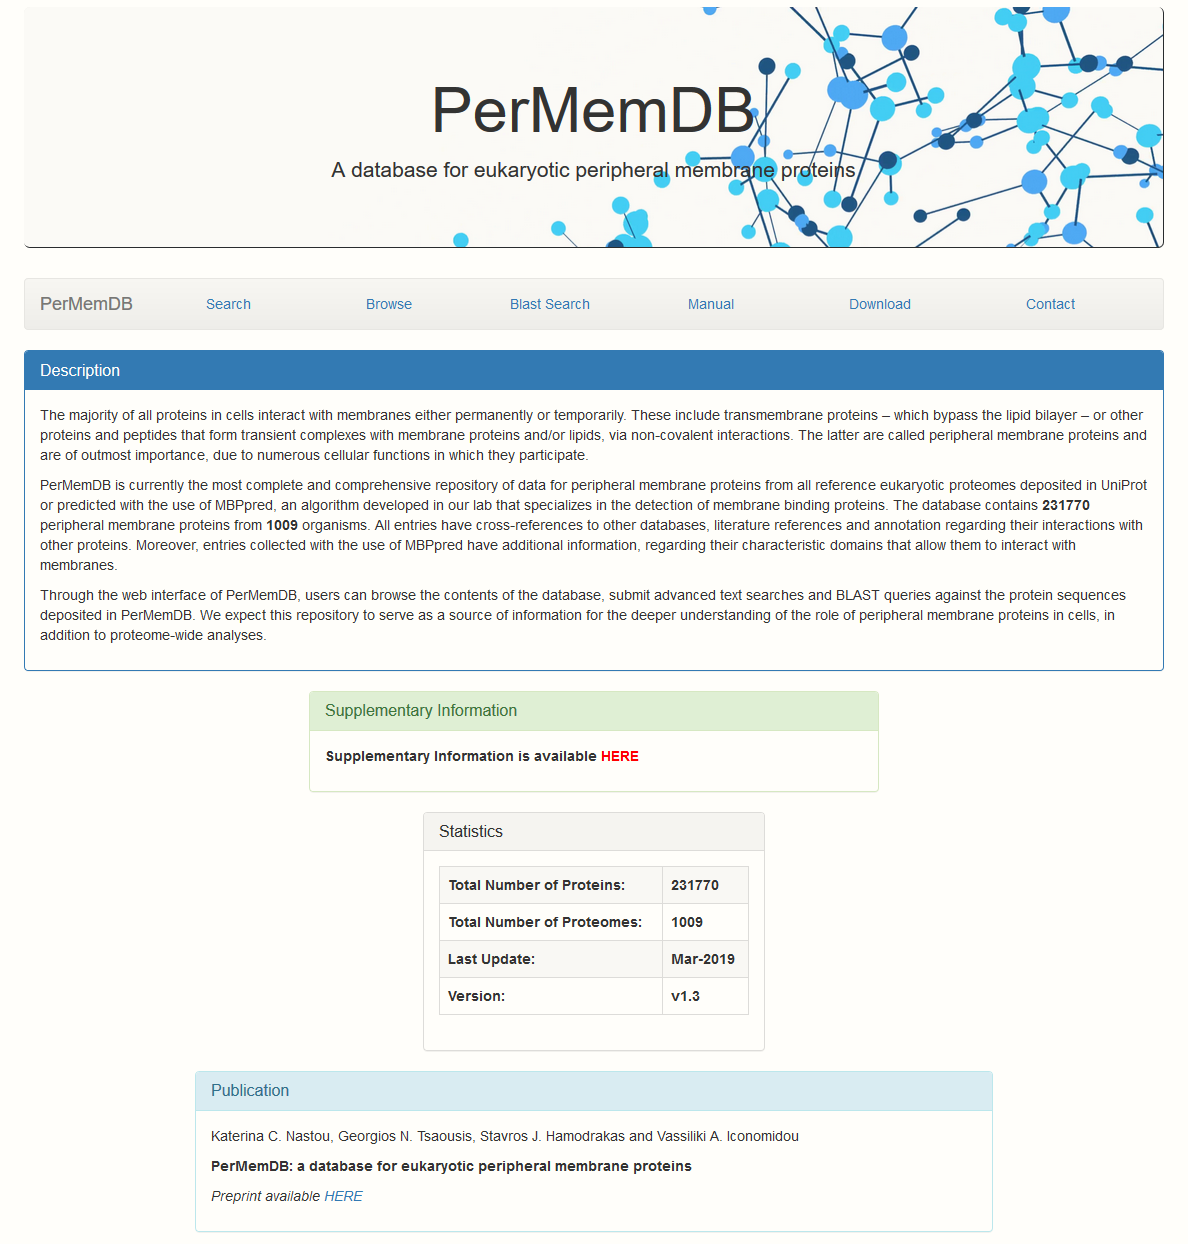 PerMemDB
A database for eukaryotic peripheral membrane proteins
PerMemDB Search Browse Blast Search Manual Download Contact
Description
The majority of all proteins in cells interact with membranes either permanently or temporarily. These include transmembrane proteins – which bypass the lipid bilayer – or other
proteins and peptides that form transient complexes with membrane proteins and/or lipids, via non-covalent interactions. The latter are called peripheral membrane proteins and
are of outmost importance, due to numerous cellular functions in which they participate.
PerMemDB is currently the most complete and comprehensive repository of data for peripheral membrane proteins from all reference eukaryotic proteomes deposited in UniProt
or predicted with the use of MBPpred, an algorithm developed in our lab that specializes in the detection of membrane binding proteins. The database contains 231770
peripheral membrane proteins from 1009 organisms. All entries have cross-references to other databases, literature references and annotation regarding their interactions with
other proteins. Moreover, entries collected with the use of MBPpred have additional information, regarding their characteristic domains that allow them to interact with
membranes.
Through the web interface of PerMemDB, users can browse the contents of the database, submit advanced text searches and BLAST queries against the protein sequences
deposited in PerMemDB. We expect this repository to serve as a source of information for the deeper understanding of the role of peripheral membrane proteins in cells, in
addition to proteome-wide analyses.
Supplementary Information
Supplementary Information is available HERE
Statistics
Total Number of Proteins: 231770
Total Number of Proteomes: 1009
Last Update: Mar-2019
Version: v1.3
Publication
Katerina C. Nastou, Georgios N. Tsaousis, Stavros J. Hamodrakas and Vassiliki A. Iconomidou
PerMemDB: a database for eukaryotic peripheral membrane proteins
Preprint available HERE